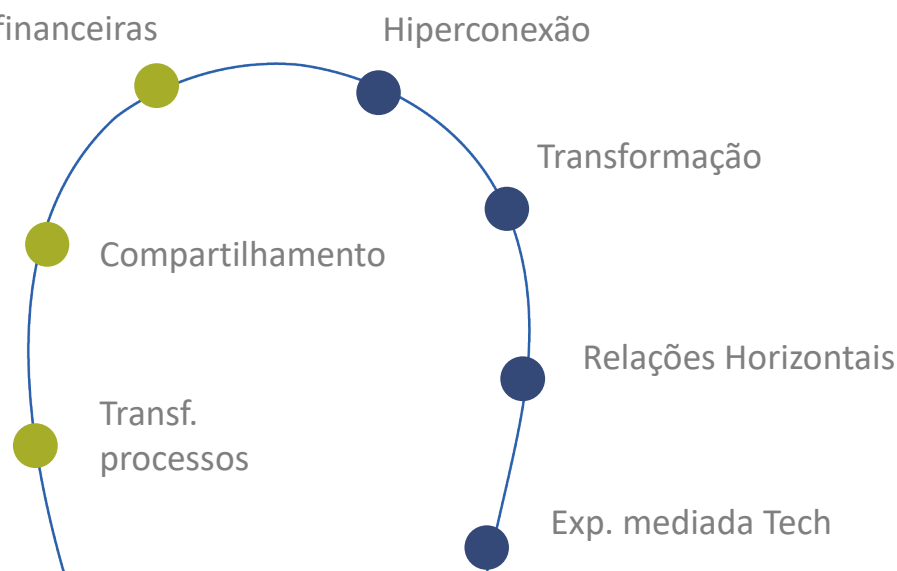 financeiras
Hiperconexão
Transformação
Compartilhamento
Relações Horizontais
Transf.
processos
Exp. mediada Tech